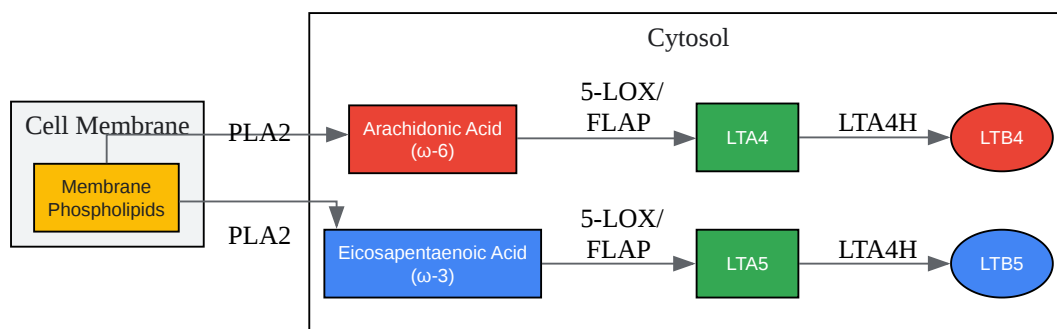 Cytosol
Cell Membrane
Membrane
Phospholipids
PLA2
Arachidonic Acid
(ω-6)
5-LOX/
FLAP
LTA4
LTA4H
LTB4
PLA2
Eicosapentaenoic Acid
(ω-3)
5-LOX/
FLAP
LTA5
LTA4H
LTB5